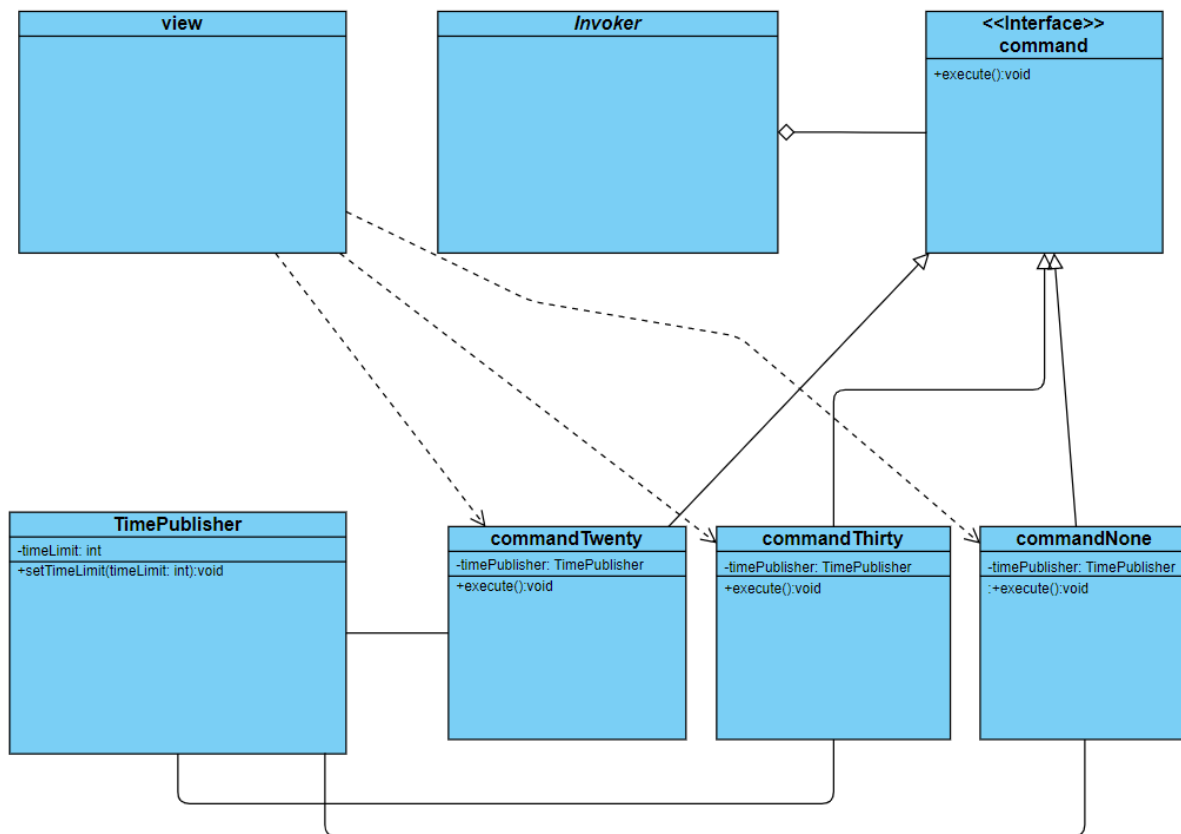 view
Invoker
<<Interface>>
command
+execute():void
TimePublisher
-timeLimit: int
+setTimeLimit(timeLimit: int):void
commandTwenty
-timePublisher: TimePublisher
+execute():void
commandThirty
-timePublisher: TimePublisher
+execute():void
commandNone
-timePublisher: TimePublisher
:+execute():void